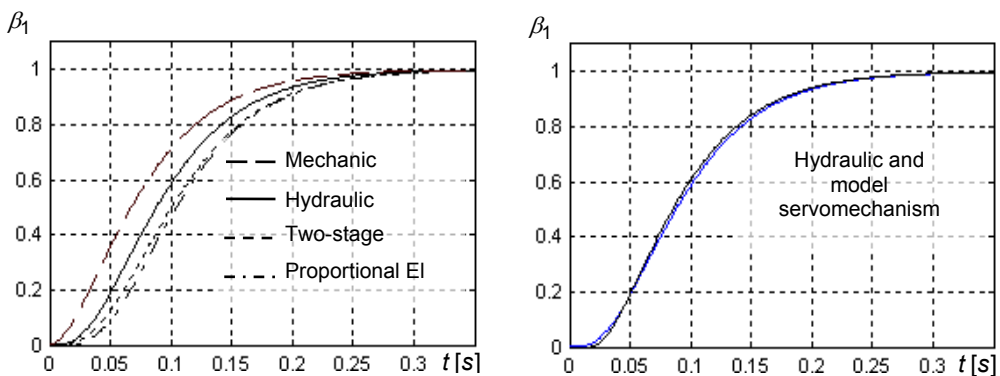 β1
1
0.8
0.6
0.4
0.2
0
Mechanic
Hydraulic
Two-stage
Proportional El
0 0.05 0.1 0.15 0.2 0.25 0.3 t [s]
β1
1
0.8
0.6
0.4
0.2
0
Hydraulic and
model
servomechanism
0 0.05 0.1 0.15 0.2 0.25 0.3 t [s]